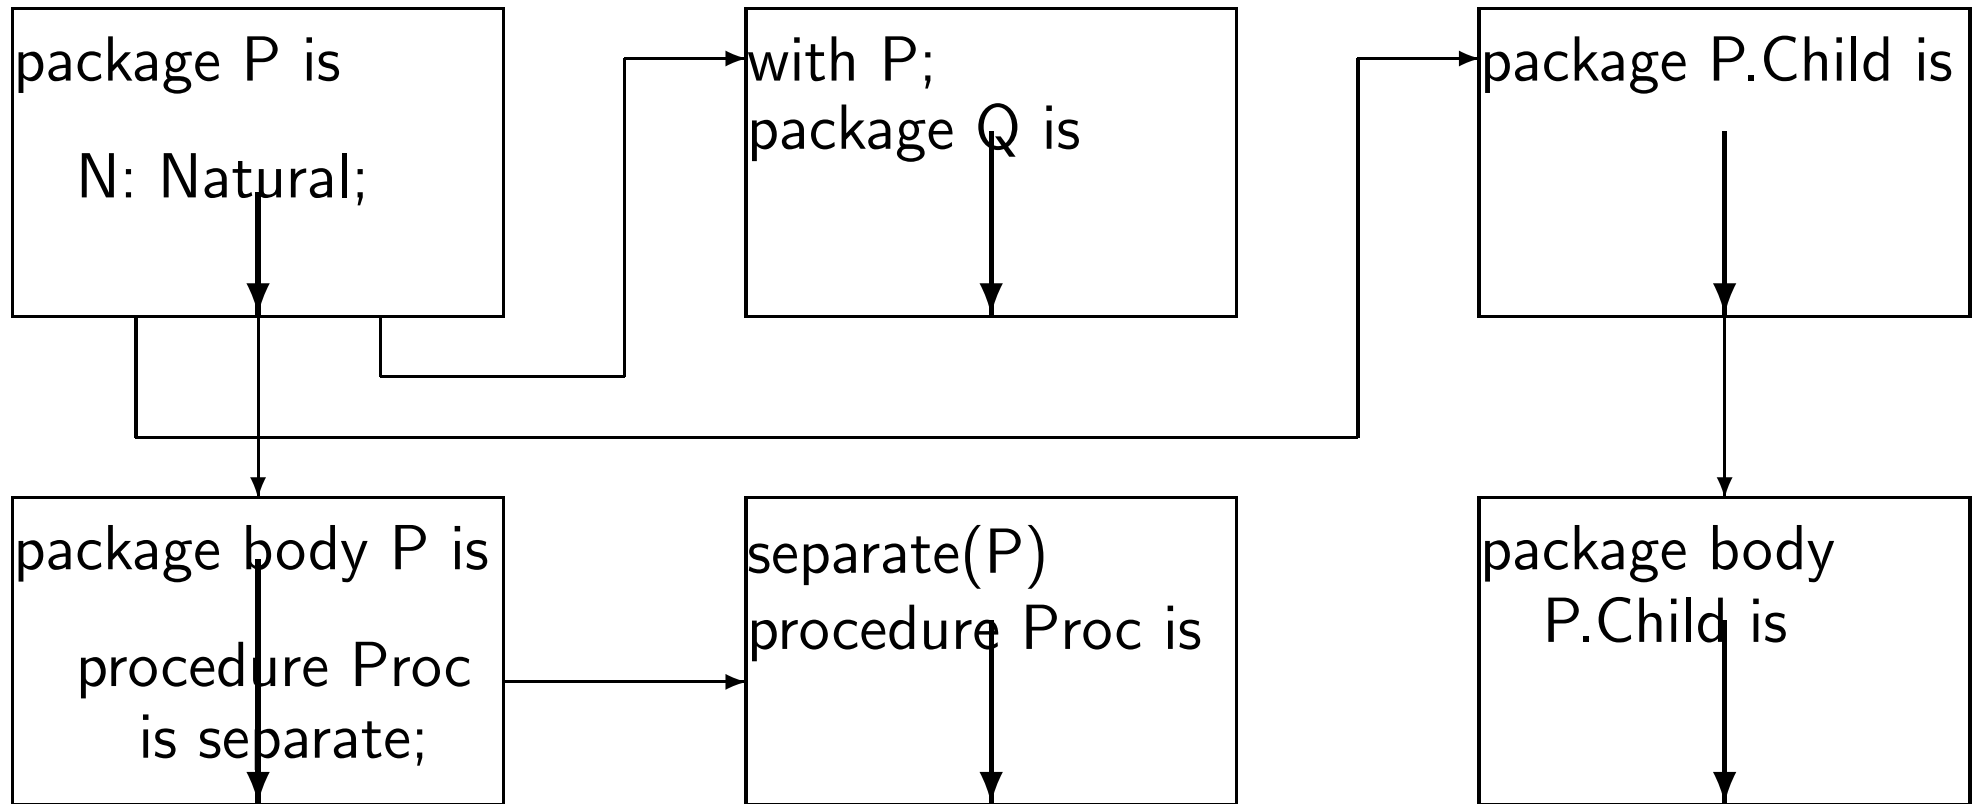 package P is
N: Natural;
with P;
package Q is
package P.Child is
package body P is
procedure Proc
is separate;
separate(P)
procedure Proc is
package body
P.Child is